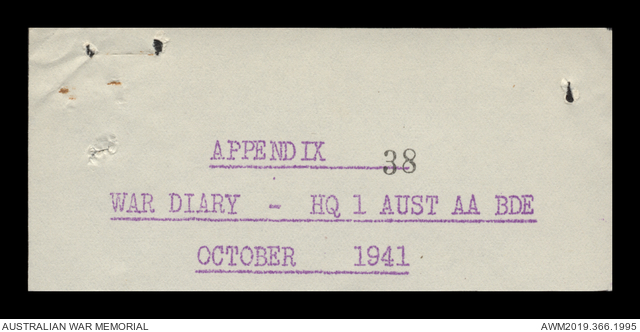 APPENDIX 38
WAR DIARY - HQ 1 AUST AA BDE
OCTOBER 1941
AUSTRALIAN WAR MEMORIAL
AWM2019.366.1995